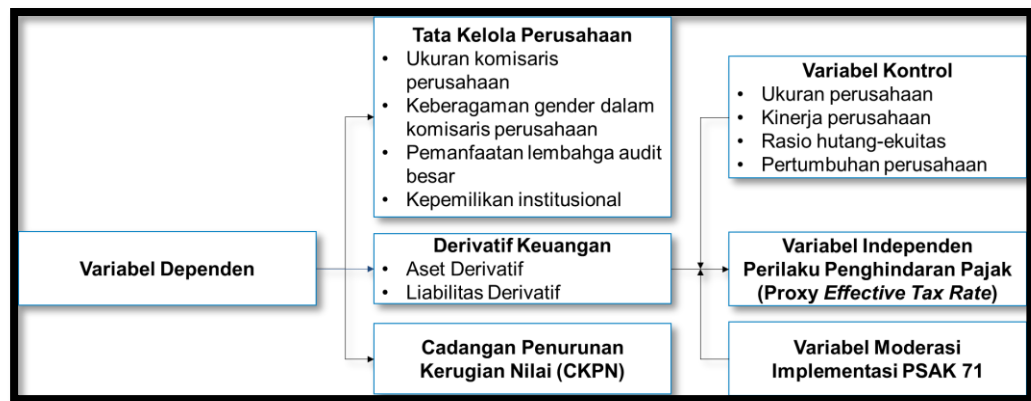 Variabel Dependen
Tata Kelola Perusahaan
• Ukuran komisaris
perusahaan
• Keberagaman gender dalam
komisaris perusahaan
• Pemanfaatan lembahga audit
besar
• Kepemilikan institusional
Derivatif Keuangan
• Aset Derivatif
• Liabilitas Derivatif
Cadangan Penurunan
Kerugian Nilai (CKPN)
Variabel Kontrol
• Ukuran perusahaan
• Kinerja perusahaan
• Rasio hutang-ekuitas
• Pertumbuhan perusahaan
Variabel Independen
Perilaku Penghindaran Pajak
(Proxy Effective Tax Rate)
Variabel Moderasi
Implementasi PSAK 71